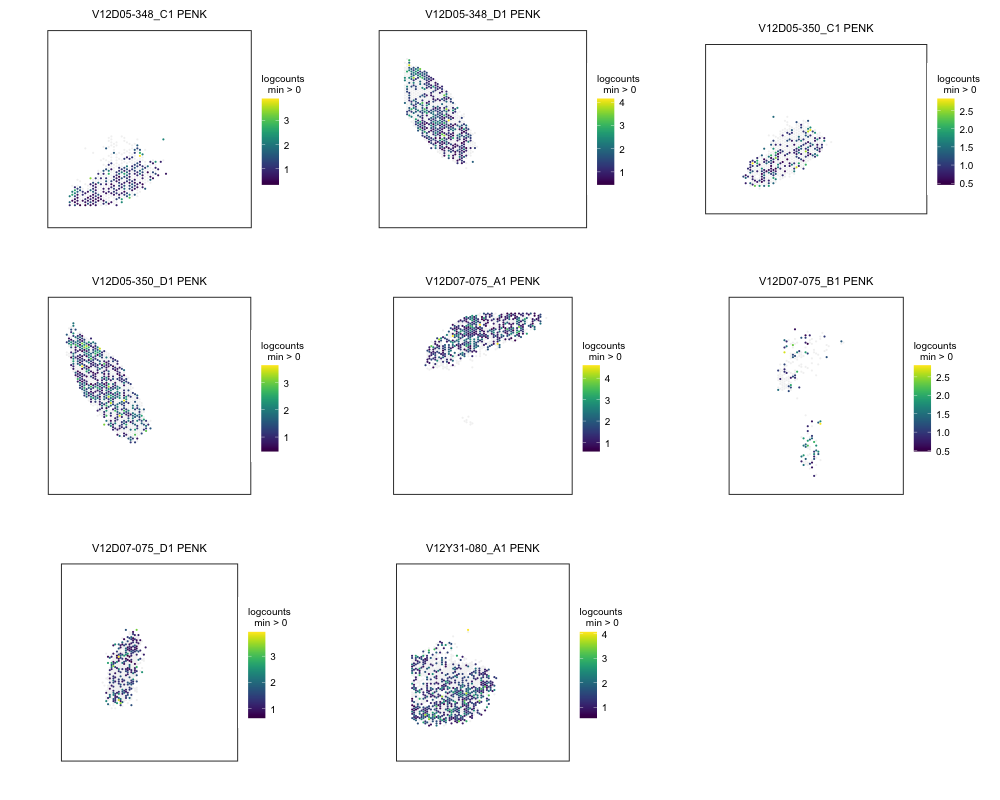 V12D05-348_C1 PENK
logcounts
min > 0
3
2
1
V12D05-348_D1 PENK
logcounts
min > 0
4
3
2
1
V12D05-350_C1 PENK
logcounts
min > 0
2.5
2.0
1.5
1.0
0.5
V12D05-350_D1 PENK
logcounts
min > 0
3
2
1
V12D07-075_A1 PENK
logcounts
min > 0
4
3
2
1
V12D07-075_B1 PENK
logcounts
min > 0
2.5
2.0
1.5
1.0
0.5
V12D07-075_D1 PENK
logcounts
min > 0
3
2
1
V12Y31-080_A1 PENK
logcounts
min > 0
4
3
2
1